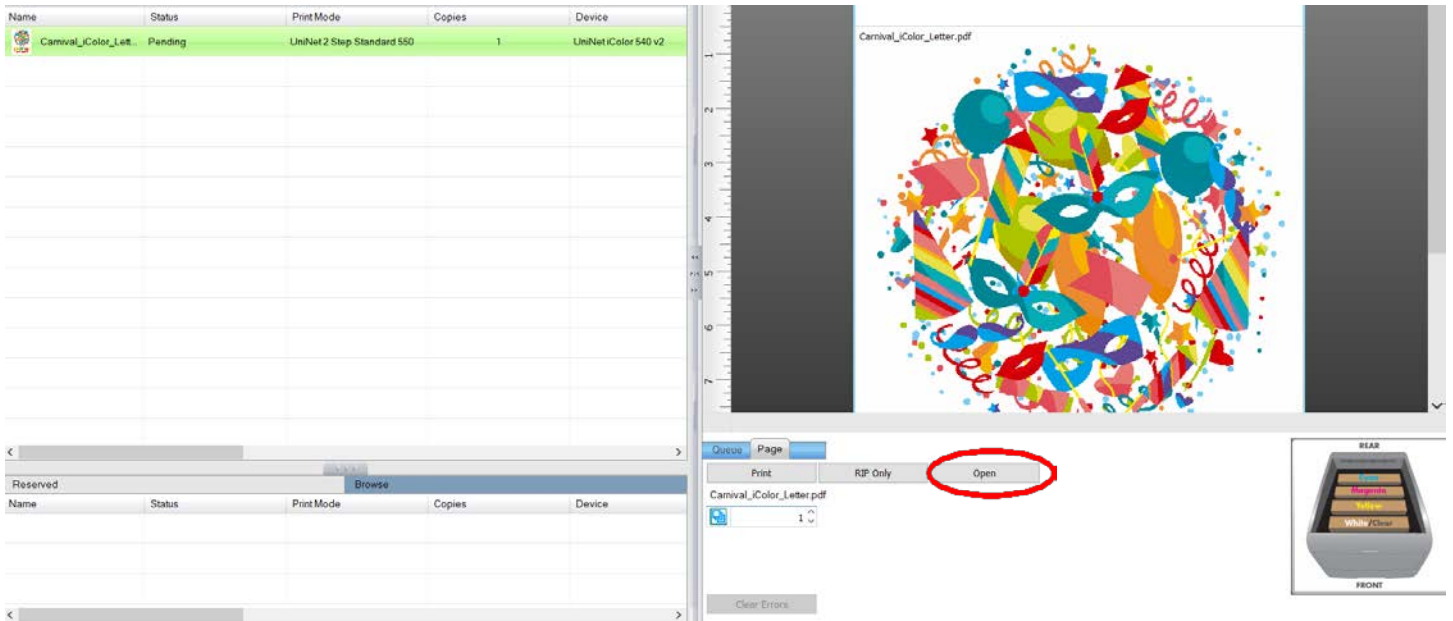 Name Status Print Mode Copies Device
Carnival_iColor_Lett... Pending UniNet 2 Step Standard 550 1 UniNet iColor 540 v2
Reserved Browse
Name Status Print Mode Copies Device
Carnival_iColor_Letter.pdf
1
2
3
4
5
6
7
Queue Page
Print RIP Only Open
Carnival_iColor_Letter.pdf
1
Clear Errors
REAR
Cyan
Magenta
Yellow
White/Clear
FRONT